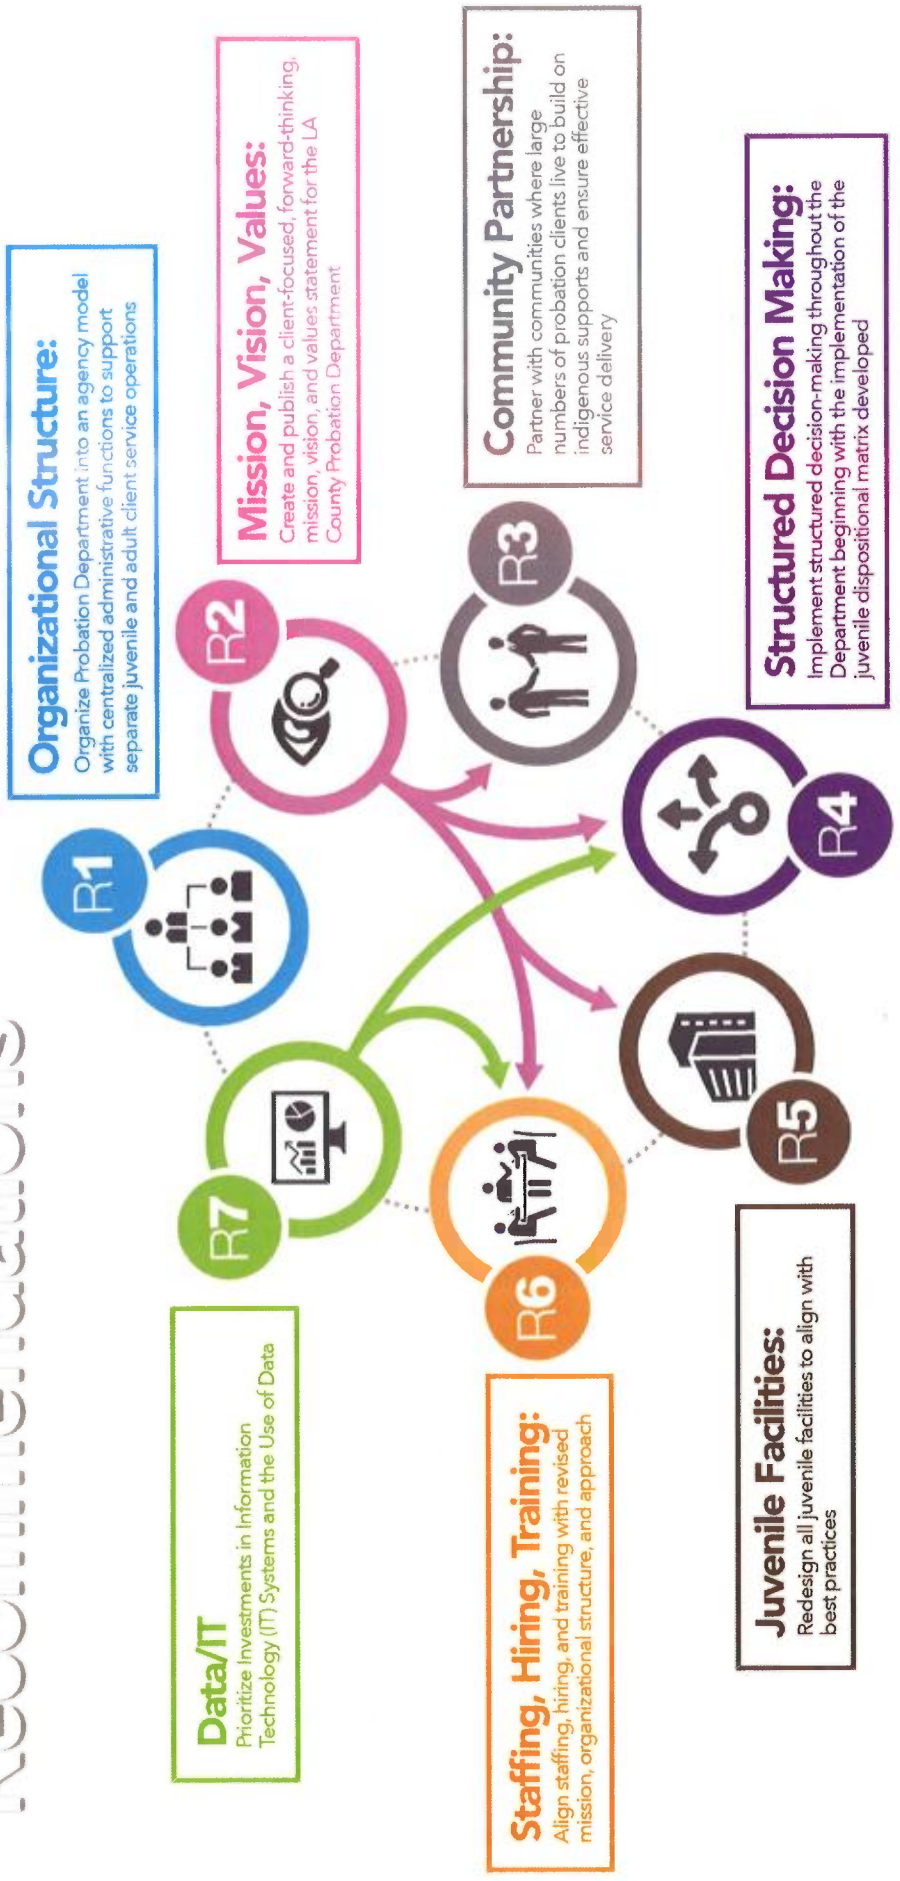 Recommendations
R1
Organizational Structure:
Organize Probation Department into an agency model
with centralized administrative functions to support
separate juvenile and adult client service operations
R2
Mission, Vision, Values:
Create and publish a client-focused, forward-thinking,
mission, vision, and values statement for the LA
County Probation Department
R3
Community Partnership:
Partner with communities where large
numbers of probation clients live to build on
indigenous supports and ensure effective
service delivery
R4
Structured Decision Making:
Implement structured decision-making throughout the
Department beginning with the implementation of the
juvenile dispositional matrix developed
R5
Juvenile Facilities:
Redesign all juvenile facilities to align with
best practices
R6
Staffing, Hiring, Training:
Align staffing, hiring, and training with revised
mission, organizational structure, and approach
R7
Data/IT
Prioritize Investments in Information
Technology (IT) Systems and the Use of Data